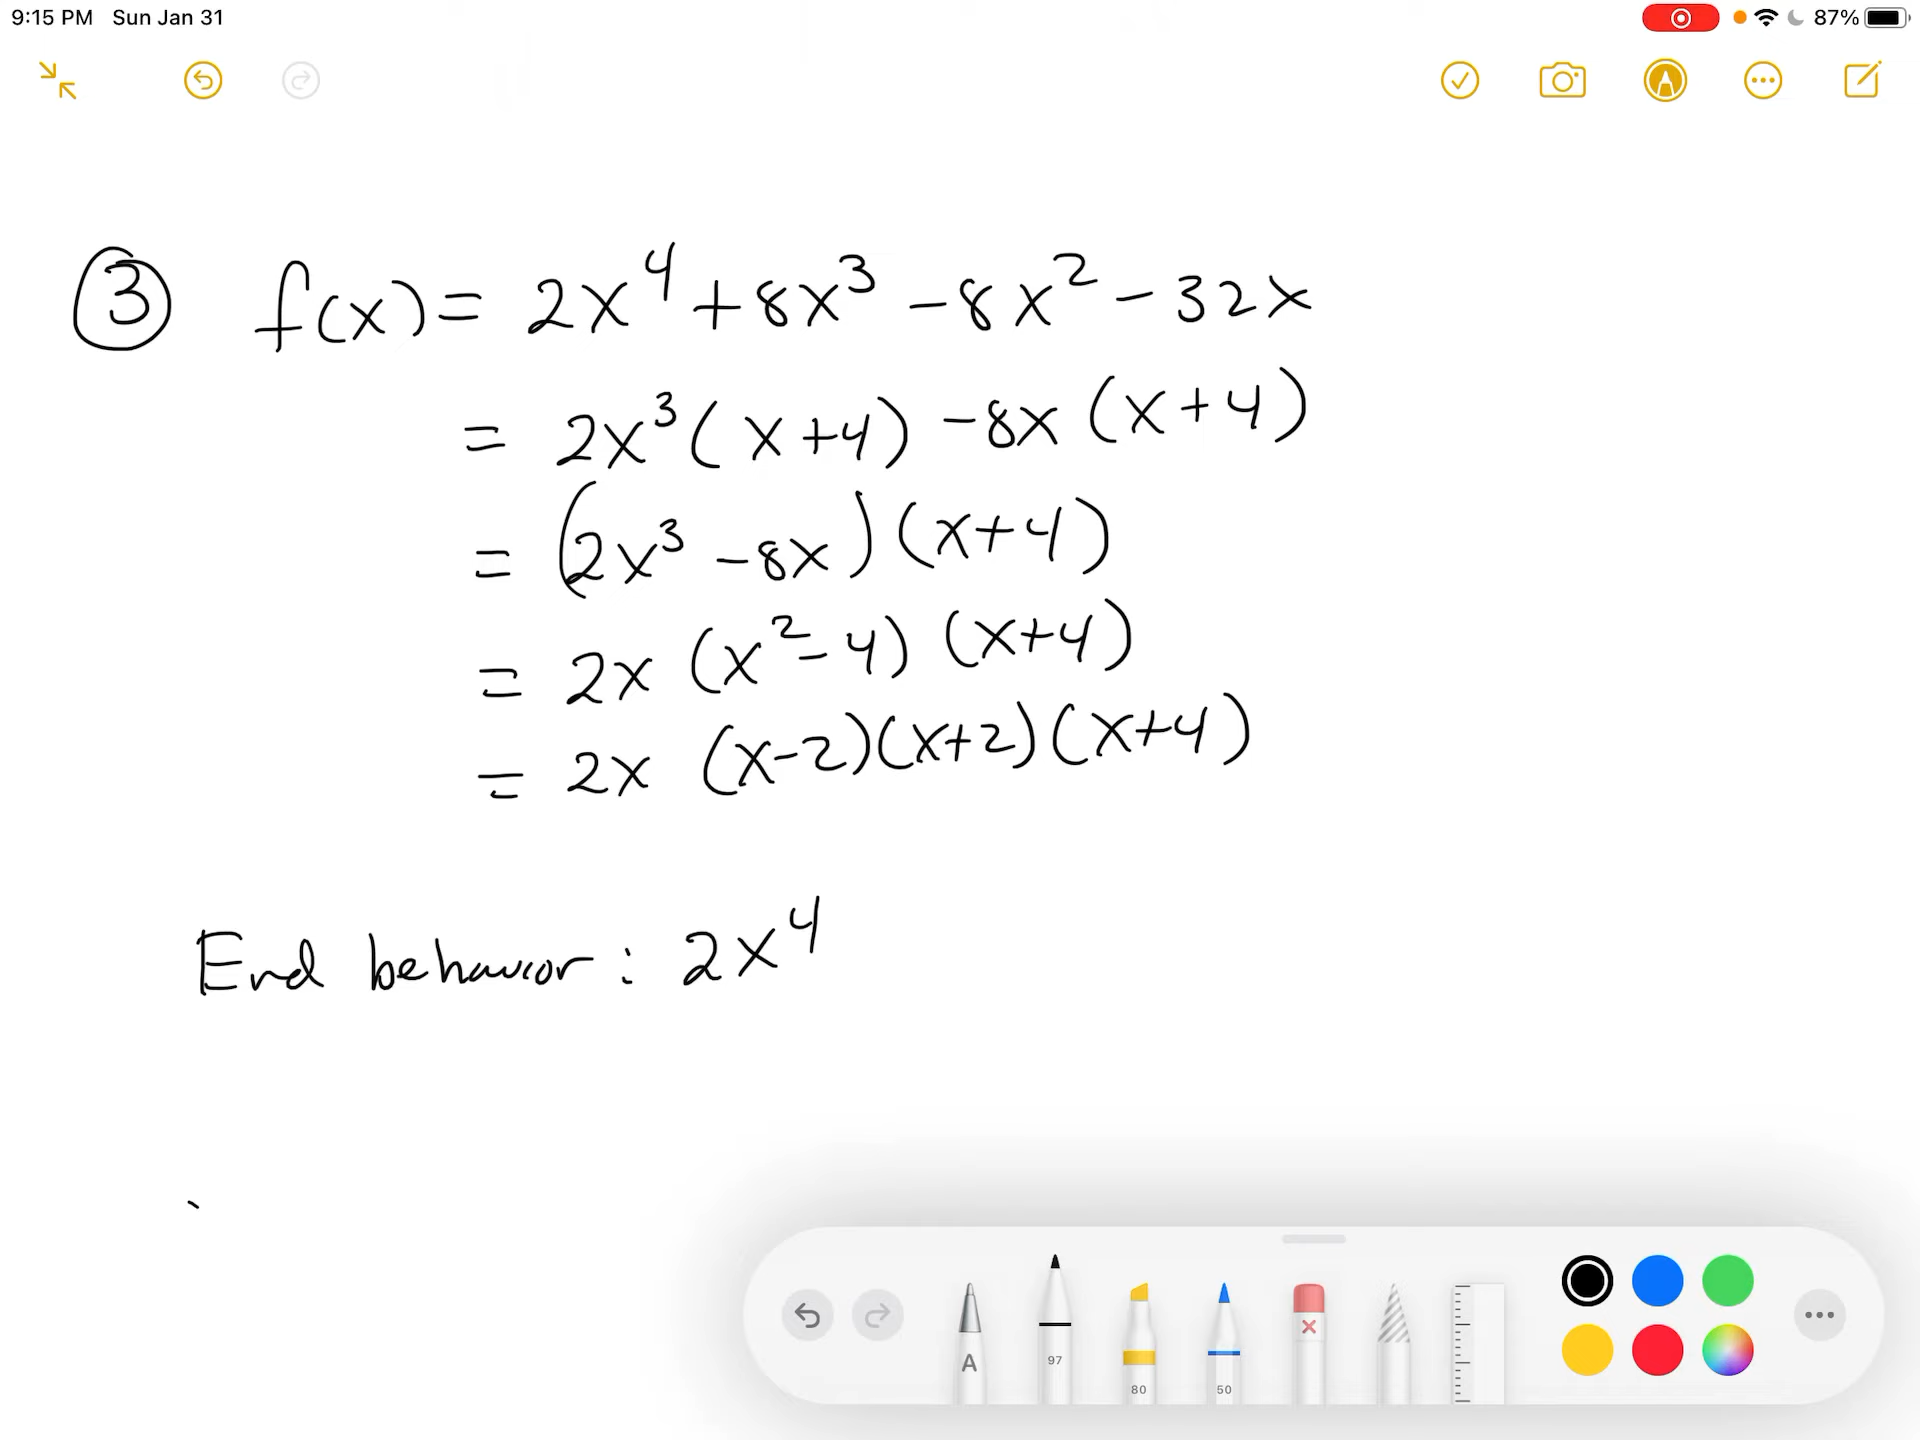 9:15 PM Sun Jan 31 87%
③ f(x) = 2x⁴ + 8x³ - 8x² - 32x
= 2x³(x+4) - 8x(x+4)
= (2x³ - 8x)(x+4)
= 2x(x² - 4)(x+4)
= 2x(x-2)(x+2)(x+4)
End behavior: 2x⁴
A 97 80 50